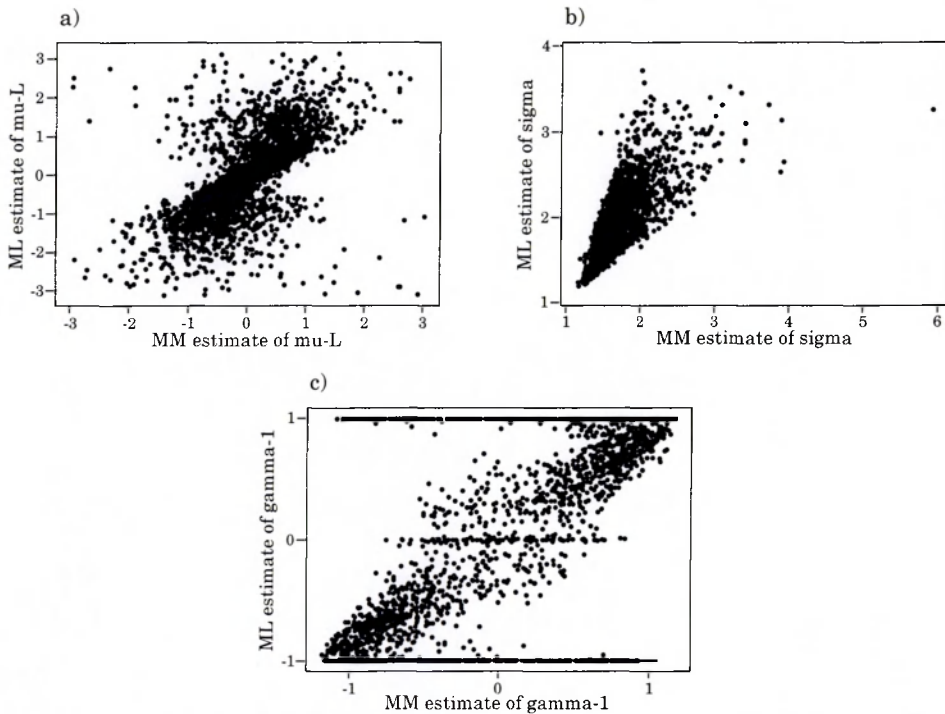 a)
3
2
1
0
-1
-2
-3
ML estimate of mu-L
-3 -2 -1 0 1 2 3
MM estimate of mu-L
b)
4
3
2
1
ML estimate of sigma
1 2 3 4 5 6
MM estimate of sigma
c)
1
0
-1
ML estimate of gamma-1
-1 0 1
MM estimate of gamma-1